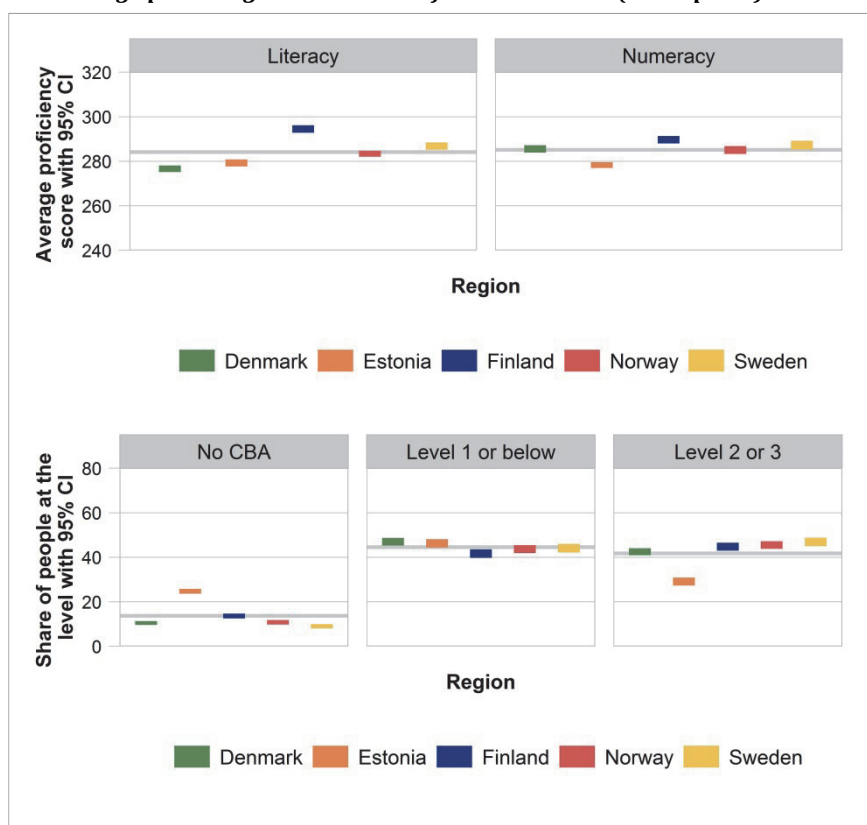 Literacy Numeracy
320
300
280
260
240
Average proficiency
score with 95% CI
Region
Denmark Estonia Finland Norway Sweden
No CBA Level 1 or below Level 2 or 3
80
60
40
20
0
Share of people at the
level with 95% CI
Region
Denmark Estonia Finland Norway Sweden